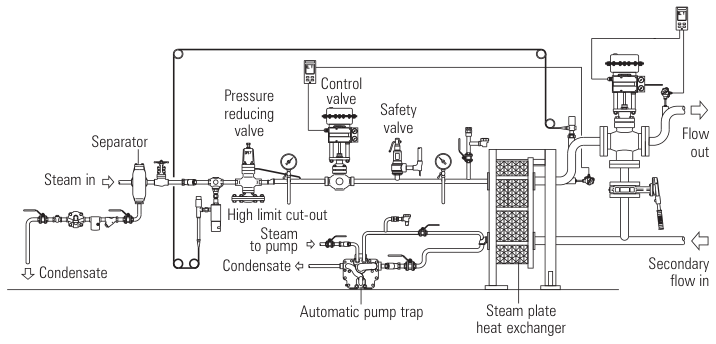 Control
valve
Pressure
reducing
valve
Safety
valve
Separator
Flow
out
Steam in
High limit cut-out
Steam
to pump
Condensate
Condensate
Secondary
flow in
Automatic pump trap
Steam plate
heat exchanger